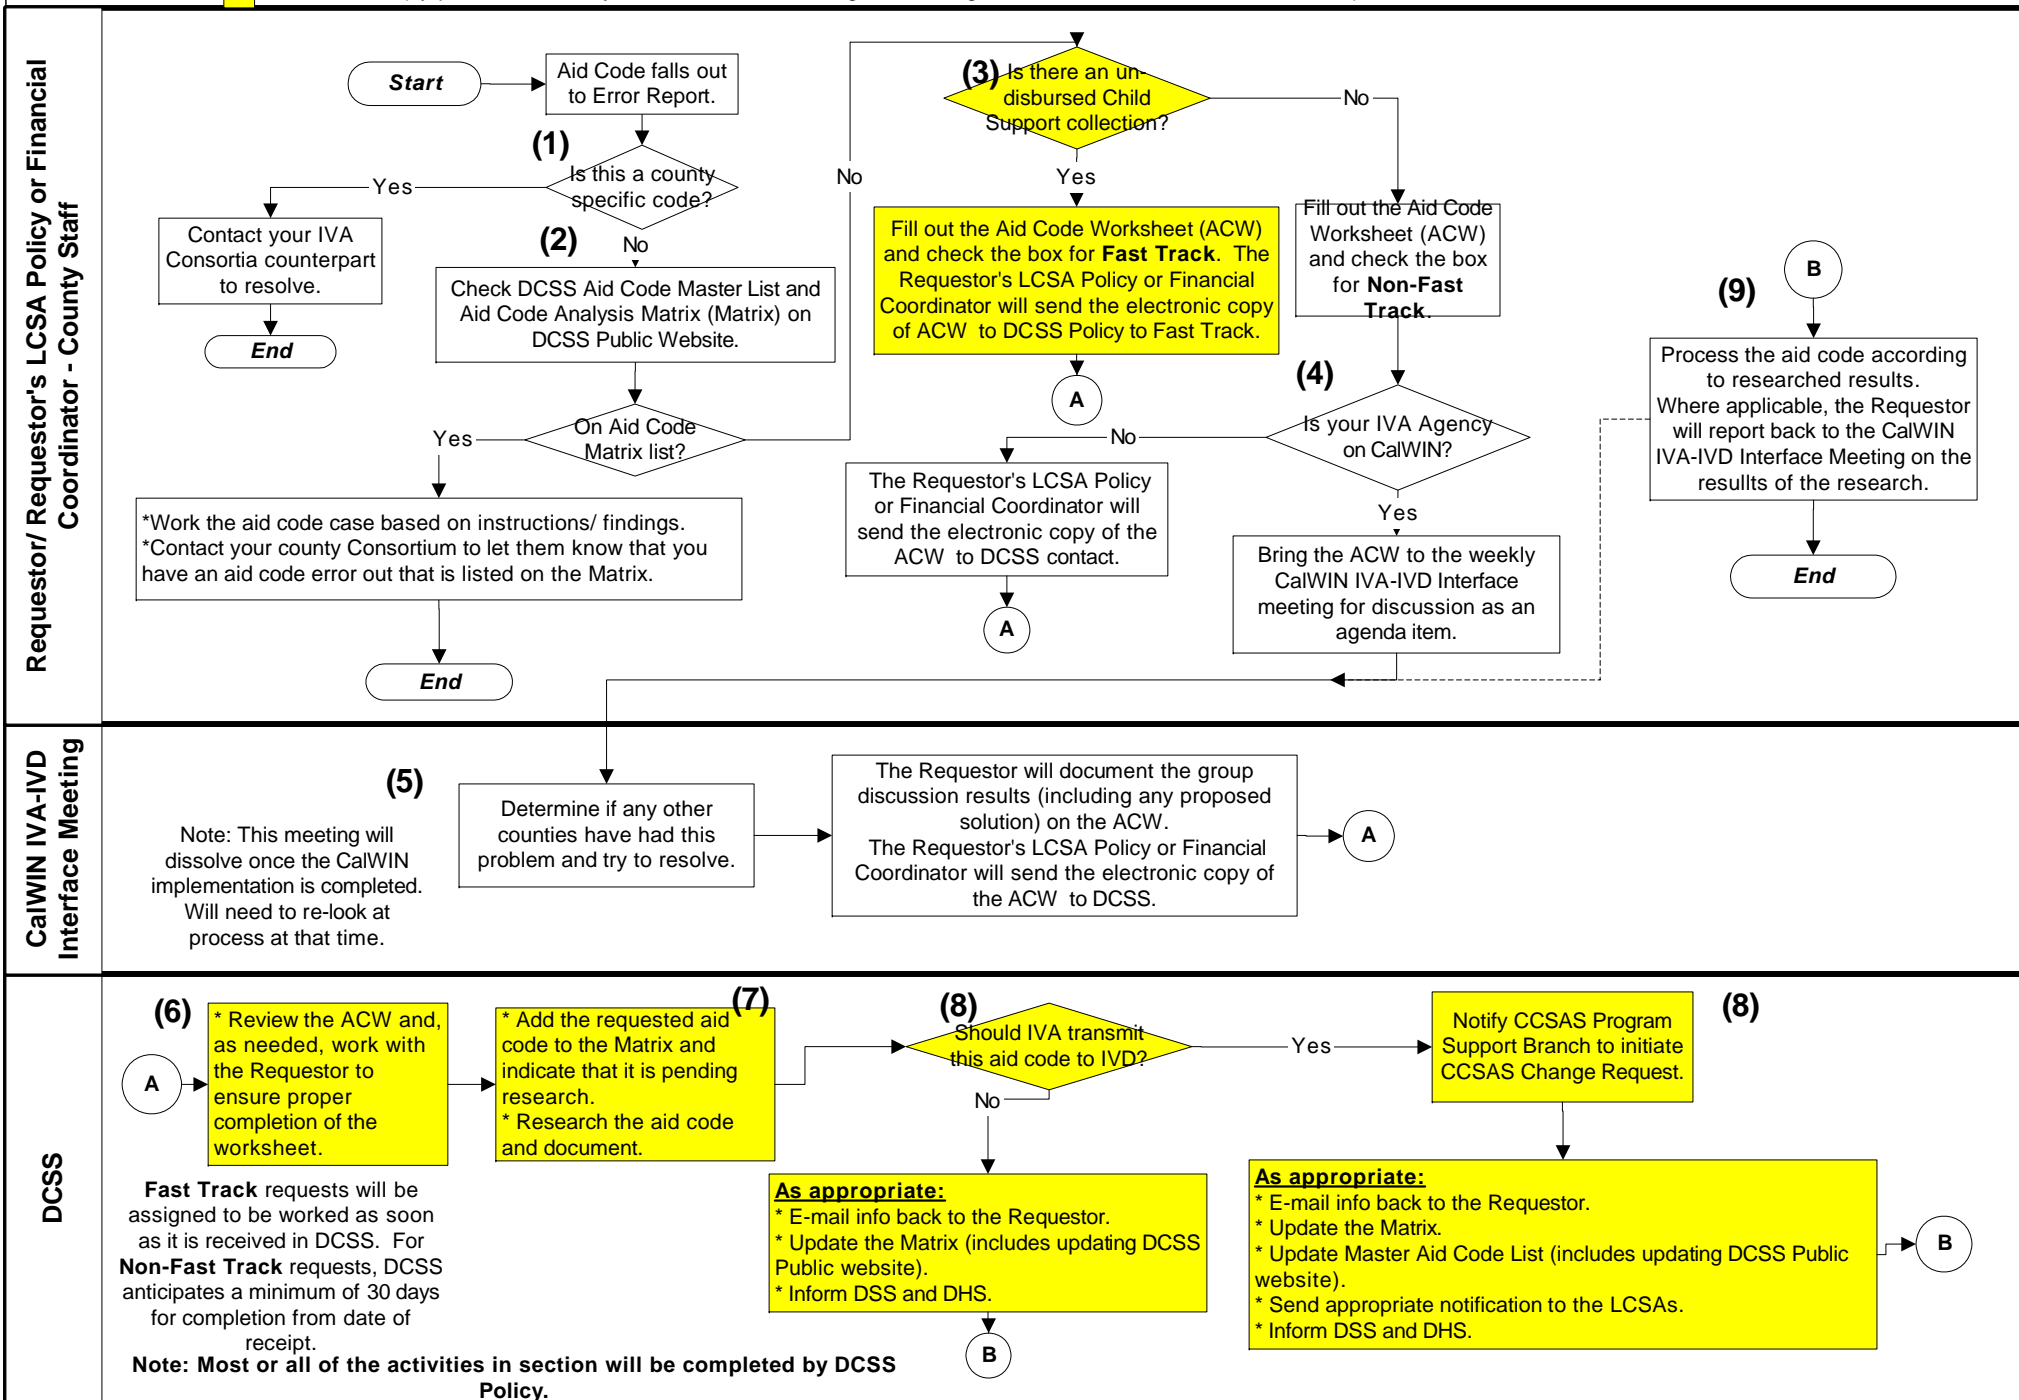 Requestor/ Requestor's LCSA Policy or Financial
Coordinator - County Staff
Start
Aid Code falls out
to Error Report.
(1)
Is this a county
specific code?
Yes
Contact your IVA
Consortia counterpart
to resolve.
End
(2)
No
Check DCSS Aid Code Master List and
Aid Code Analysis Matrix (Matrix) on
DCSS Public Website.
On Aid Code
Matrix list?
Yes
*Work the aid code case based on instructions/ findings.
*Contact your county Consortium to let them know that you
have an aid code error out that is listed on the Matrix.
End
No
(3)
Is there an un-
disbursed Child
Support collection?
No
Yes
Fill out the Aid Code Worksheet (ACW)
and check the box for Fast Track. The
Requestor's LCSA Policy or Financial
Coordinator will send the electronic copy
of ACW to DCSS Policy to Fast Track.
A
Fill out the Aid Code
Worksheet (ACW)
and check the box
for Non-Fast
Track.
(4)
Is your IVA Agency
on CalWIN?
No
The Requestor's LCSA Policy
or Financial Coordinator will
send the electronic copy of the
ACW to DCSS contact.
A
Yes
Bring the ACW to the weekly
CalWIN IVA-IVD Interface
meeting for discussion as an
agenda item.
B
(9)
Process the aid code according
to researched results.
Where applicable, the Requestor
will report back to the CalWIN
IVA-IVD Interface Meeting on the
resullts of the research.
End
CalWIN IVA-IVD
Interface Meeting
Note: This meeting will
dissolve once the CalWIN
implementation is completed.
Will need to re-look at
process at that time.
(5)
Determine if any other
counties have had this
problem and try to resolve.
The Requestor will document the group
discussion results (including any proposed
solution) on the ACW.
The Requestor's LCSA Policy or Financial
Coordinator will send the electronic copy of
the ACW to DCSS.
A
DCSS
(6)
A
* Review the ACW and,
as needed, work with
the Requestor to
ensure proper
completion of the
worksheet.
(7)
* Add the requested aid
code to the Matrix and
indicate that it is pending
research.
* Research the aid code
and document.
(8)
Should IVA transmit
this aid code to IVD?
Yes
Notify CCSAS Program
Support Branch to initiate
CCSAS Change Request.
(8)
No
As appropriate:
* E-mail info back to the Requestor.
* Update the Matrix (includes updating DCSS
Public website).
* Inform DSS and DHS.
B
As appropriate:
* E-mail info back to the Requestor.
* Update the Matrix.
* Update Master Aid Code List (includes updating DCSS Public
website).
* Send appropriate notification to the LCSAs.
* Inform DSS and DHS.
B
Fast Track requests will be
assigned to be worked as soon
as it is received in DCSS. For
Non-Fast Track requests, DCSS
anticipates a minimum of 30 days
for completion from date of
receipt.
Note: Most or all of the activities in section will be completed by DCSS
Policy.